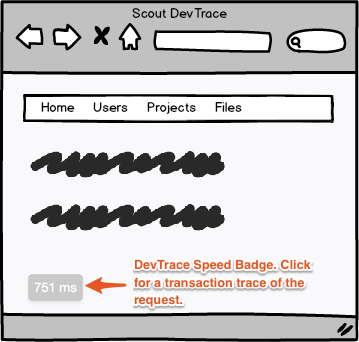 Scout DevTrace
Home Users Projects Files
DevTrace Speed Badge. Click
for a transaction trace of the
request.
751 ms